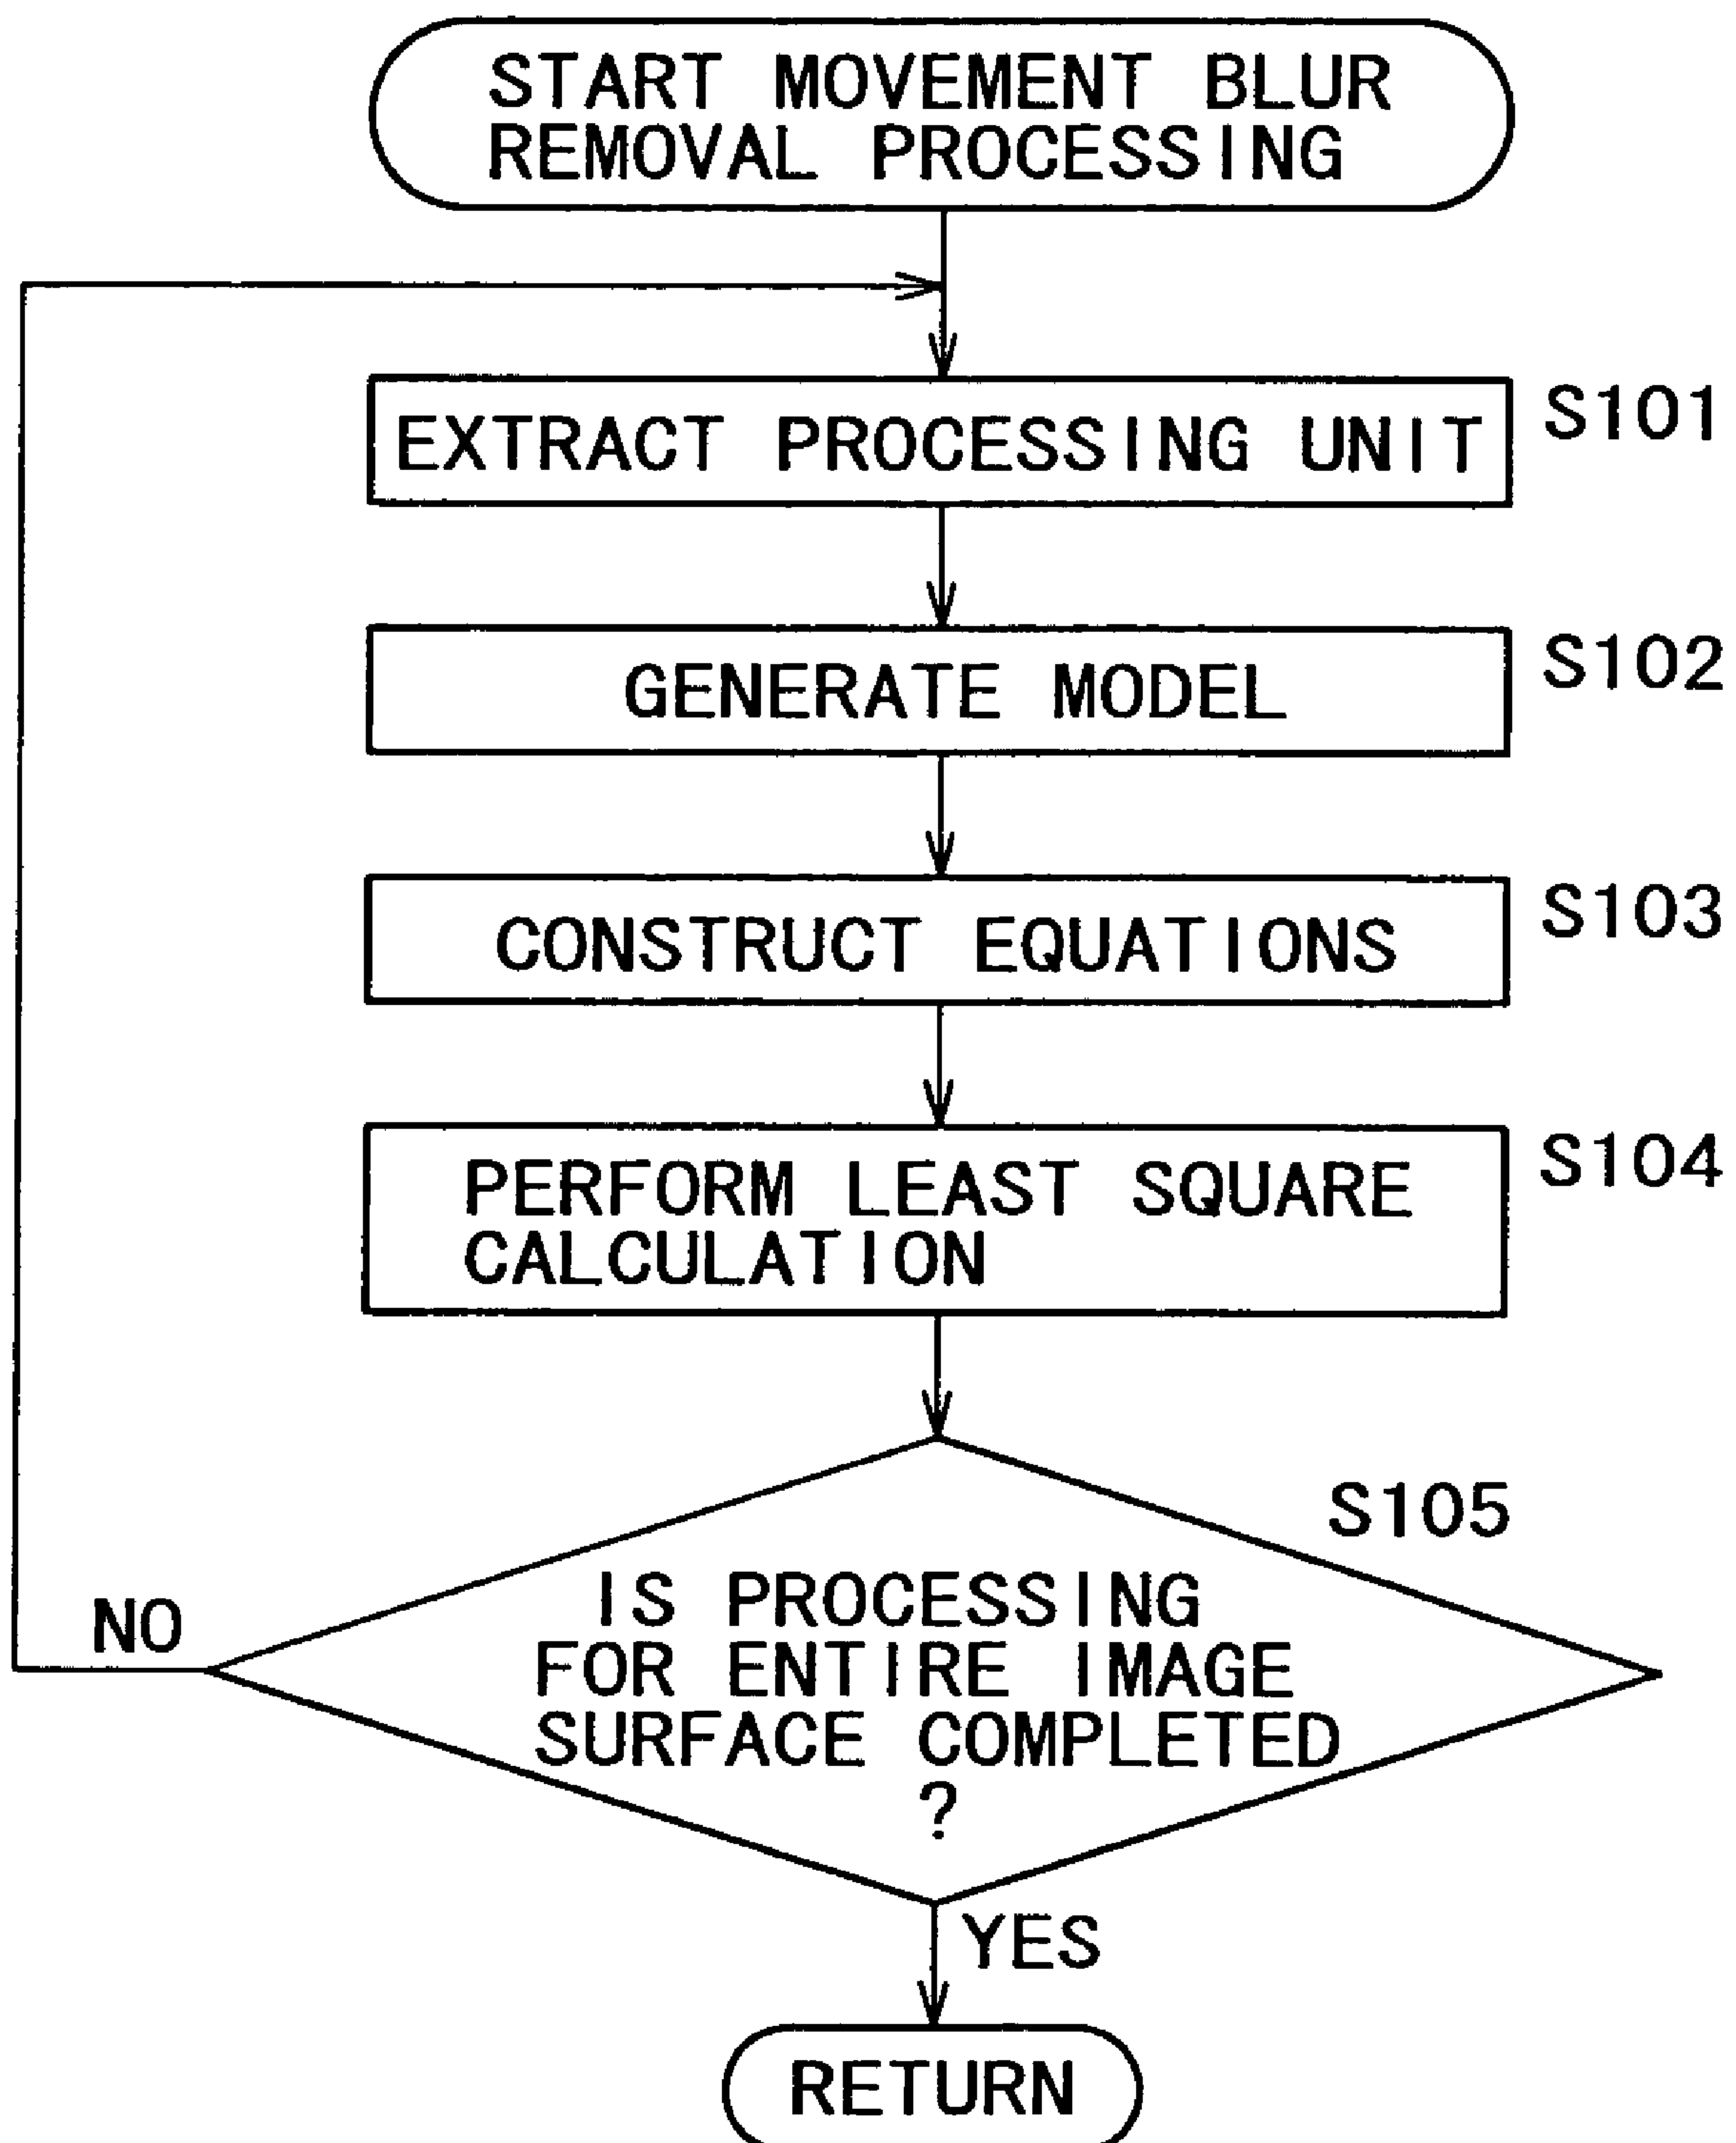 START MOVEMENT BLUR
REMOVAL PROCESSING
EXTRACT PROCESSING UNIT
S101
GENERATE MODEL
S102
CONSTRUCT EQUATIONS
S103
PERFORM LEAST SQUARE
CALCULATION
S104
S105
IS PROCESSING
FOR ENTIRE IMAGE
SURFACE COMPLETED
?
NO
YES
RETURN